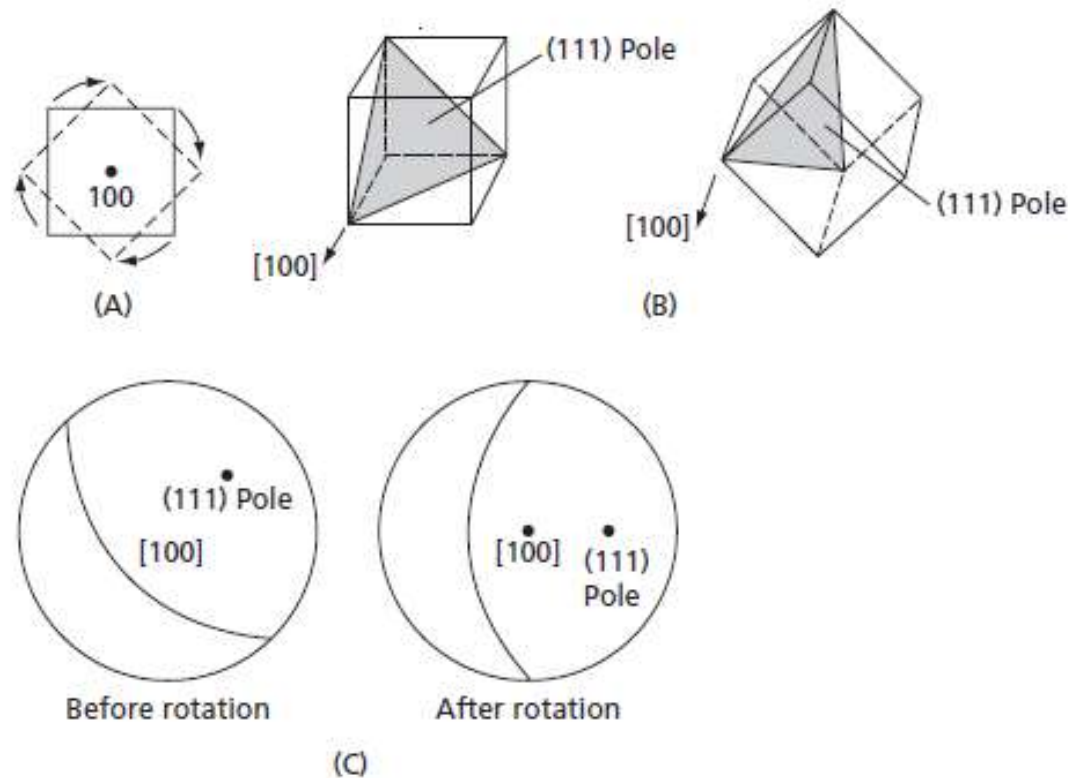 (111) Pole
100
[100]
(A)
(111) Pole
[100]
(B)
(111) Pole
[100]
Before rotation
[100]
(111)
Pole
After rotation
(C)